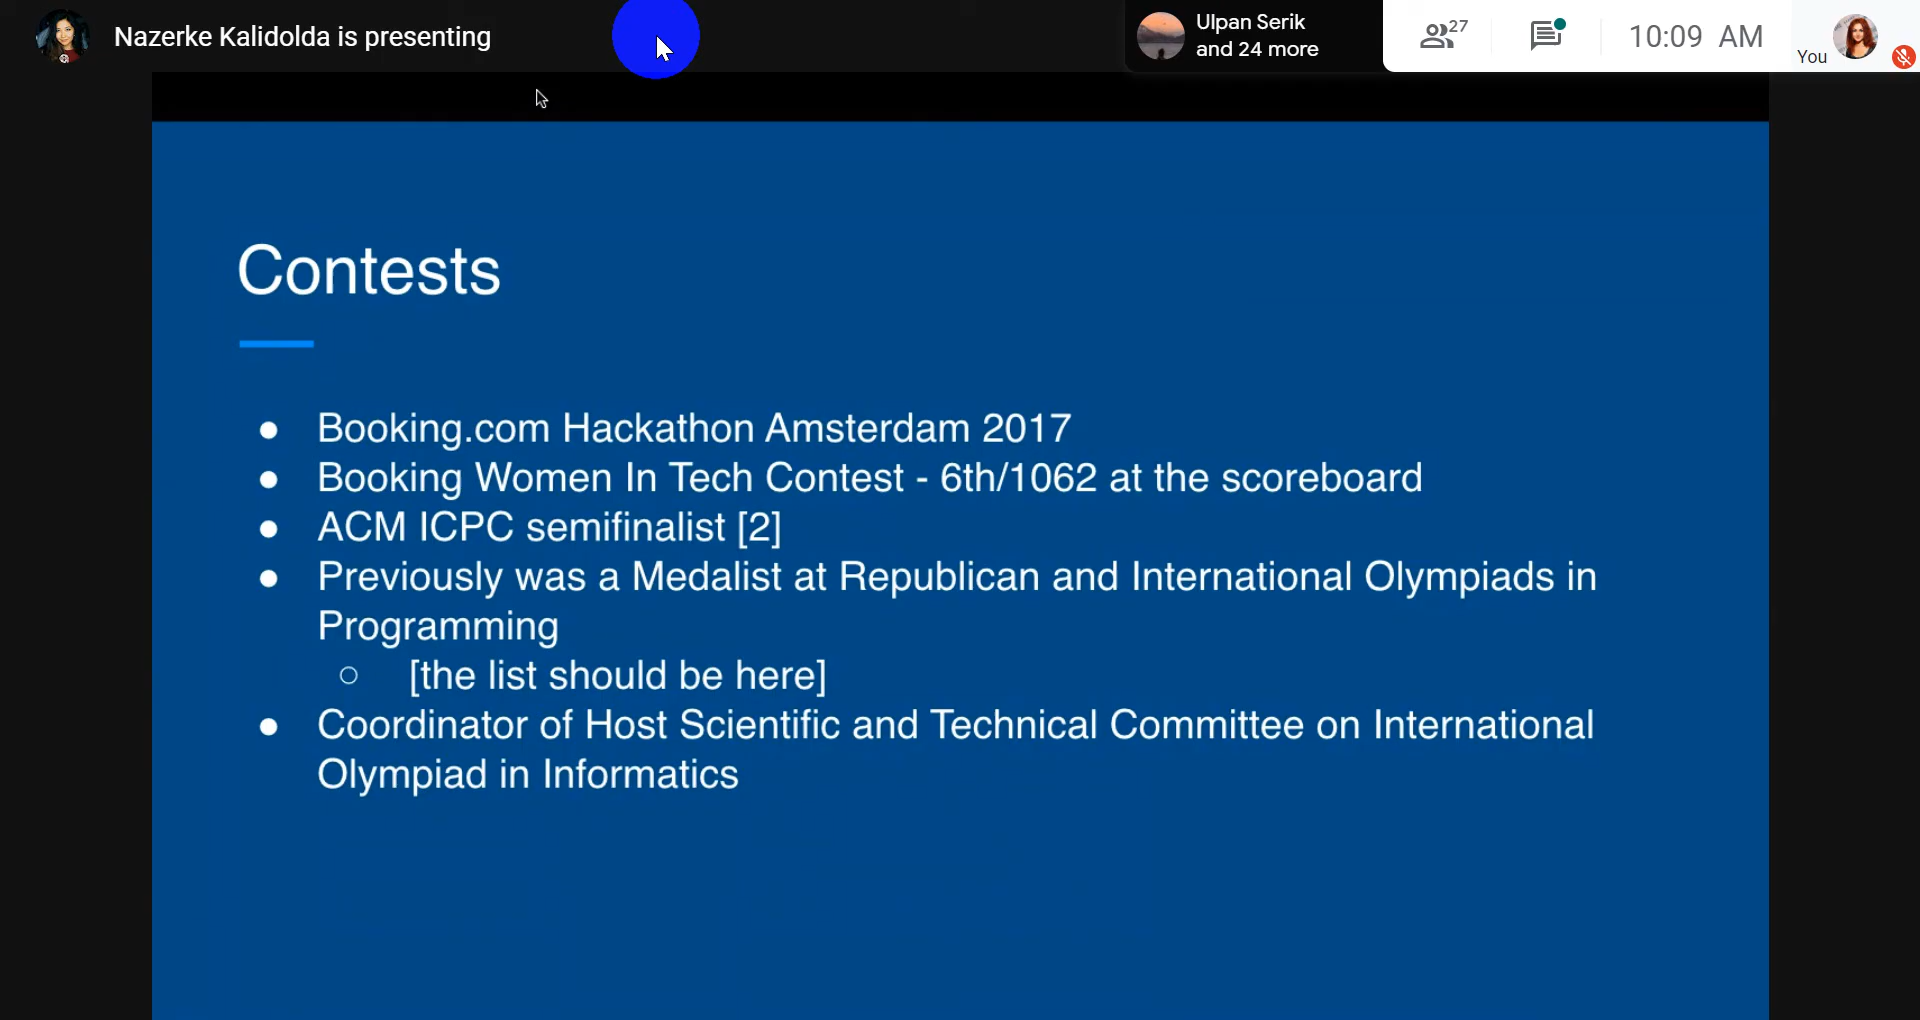 Nazerke Kalidolda is presenting
Ulpan Serik
and 24 more
27
10:09 AM
You
Contests
● Booking.com Hackathon Amsterdam 2017
● Booking Women In Tech Contest - 6th/1062 at the scoreboard
● ACM ICPC semifinalist [2]
● Previously was a Medalist at Republican and International Olympiads in
Programming
○ [the list should be here]
● Coordinator of Host Scientific and Technical Committee on International
Olympiad in Informatics